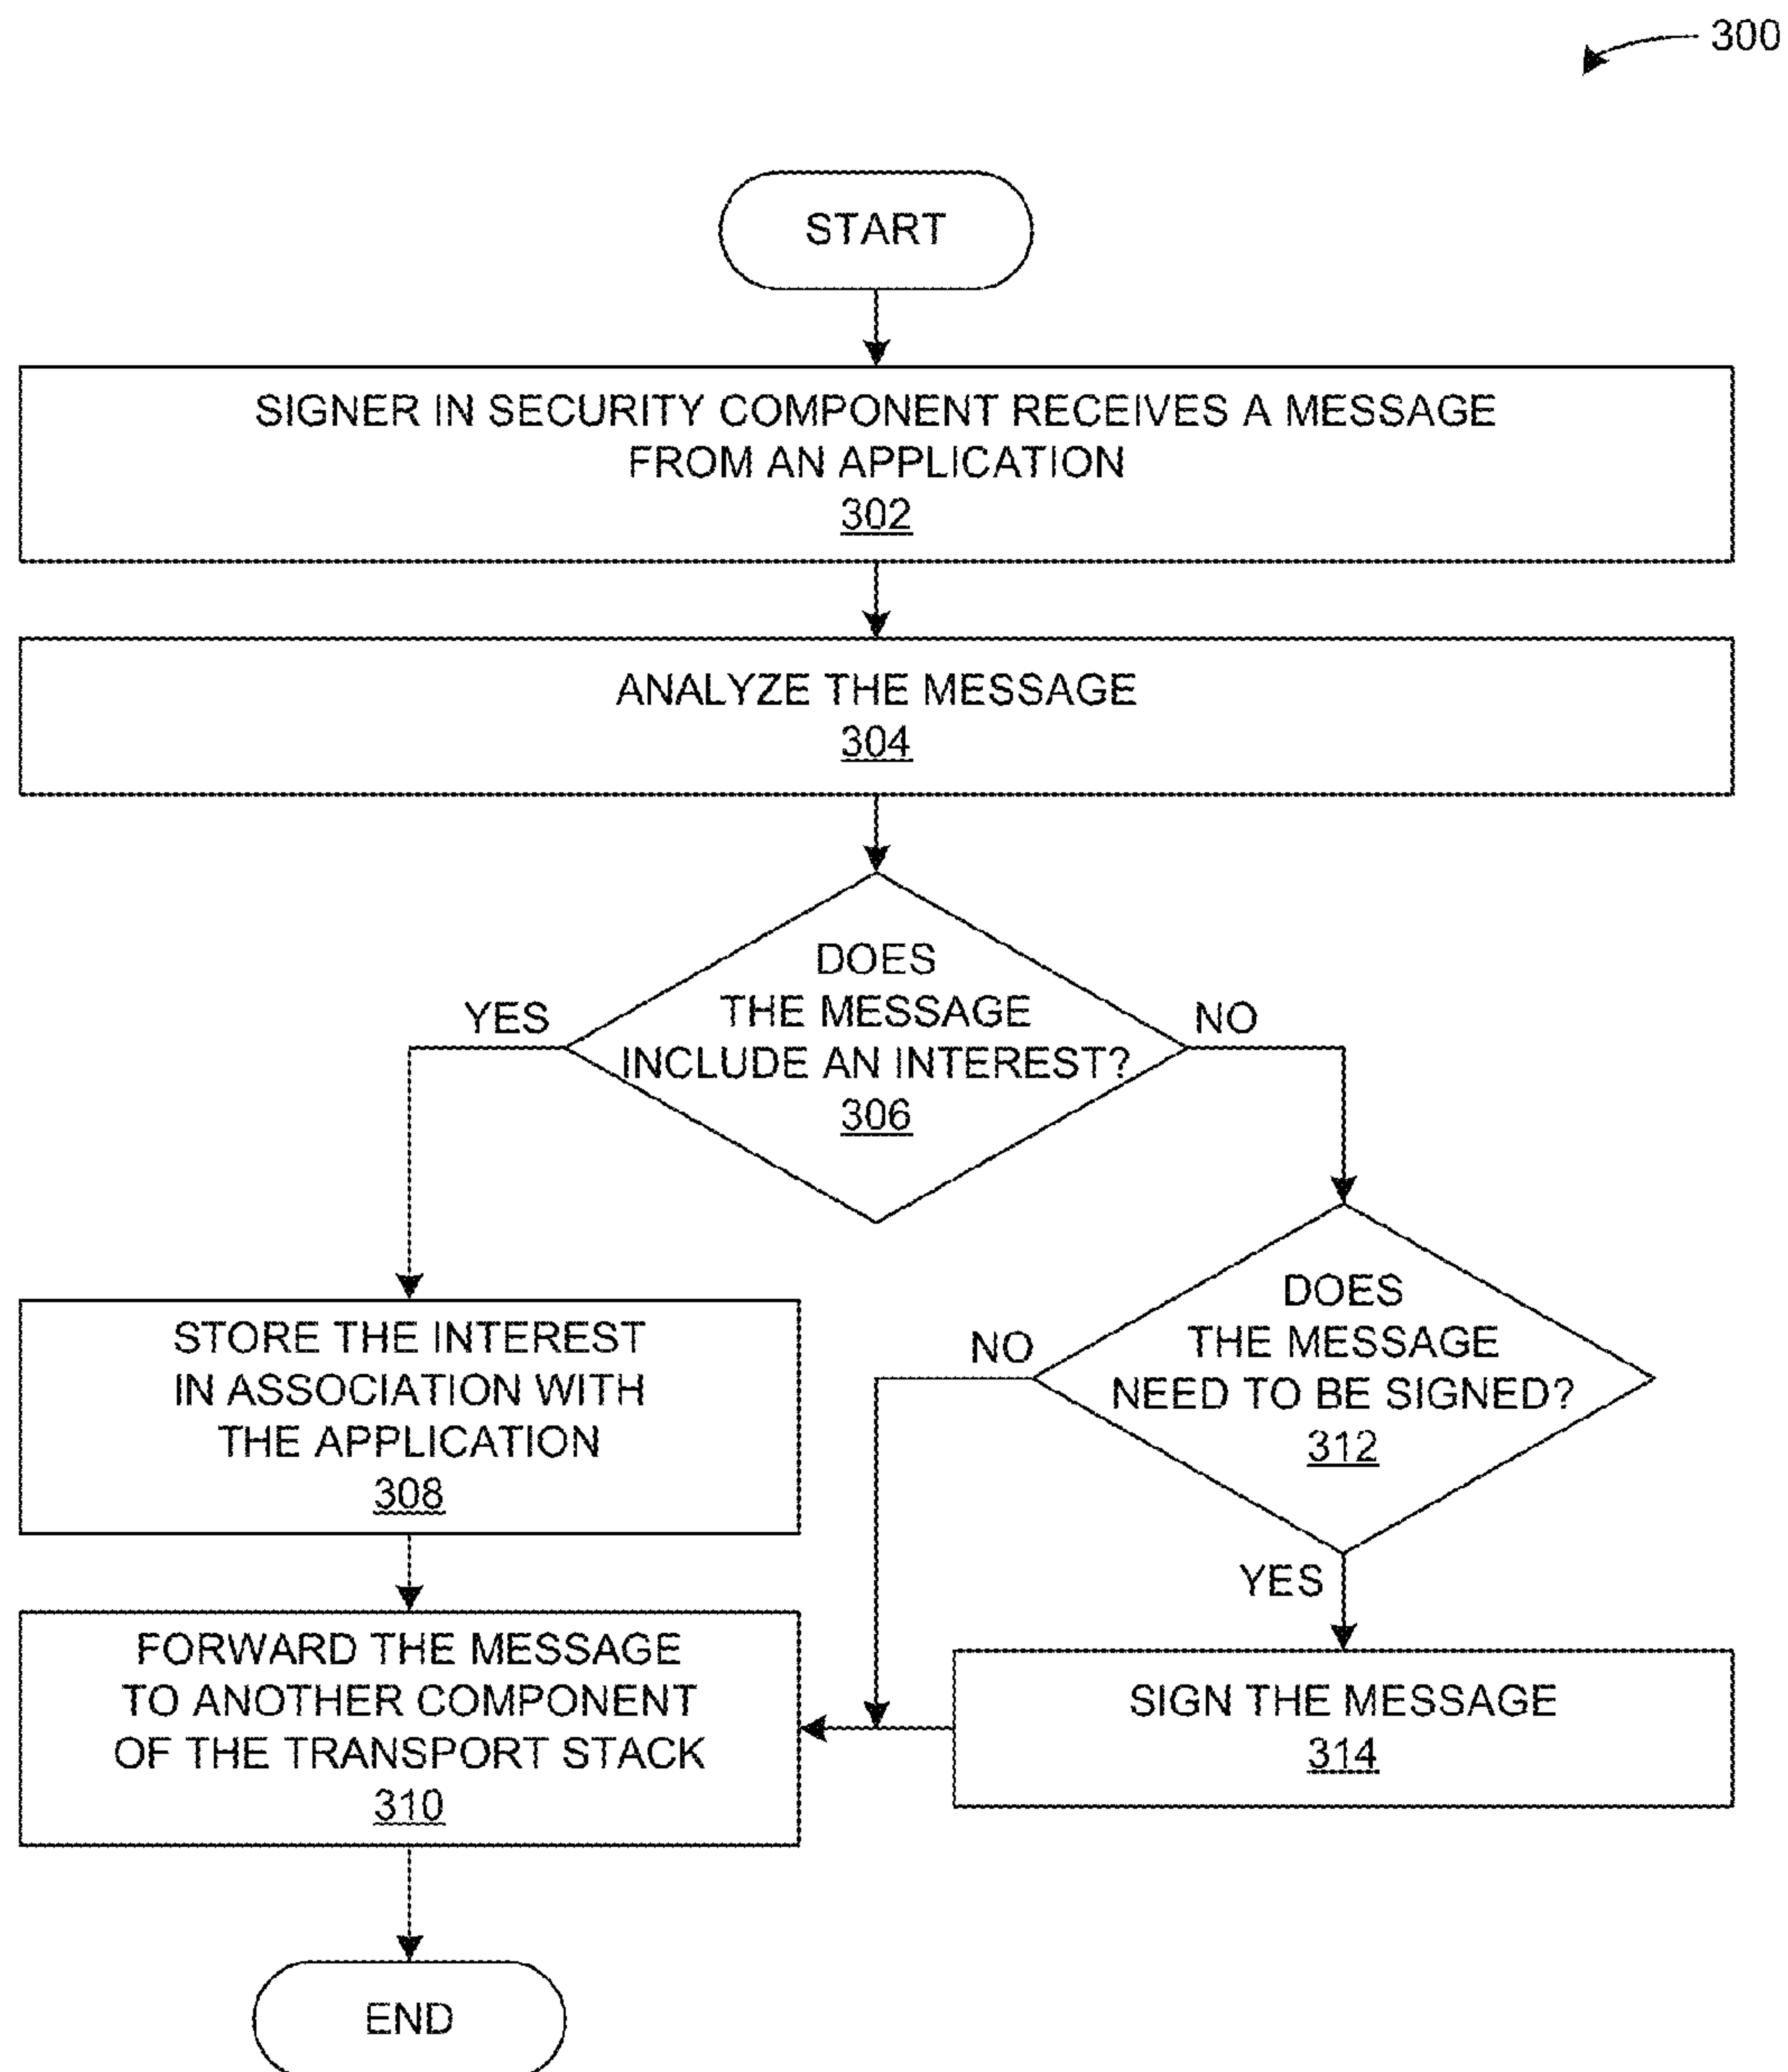 300
START
SIGNER IN SECURITY COMPONENT RECEIVES A MESSAGE
FROM AN APPLICATION
302
ANALYZE THE MESSAGE
304
DOES
THE MESSAGE
INCLUDE AN INTEREST?
306
YES
NO
STORE THE INTEREST
IN ASSOCIATION WITH
THE APPLICATION
308
DOES
THE MESSAGE
NEED TO BE SIGNED?
312
NO
YES
FORWARD THE MESSAGE
TO ANOTHER COMPONENT
OF THE TRANSPORT STACK
310
SIGN THE MESSAGE
314
END